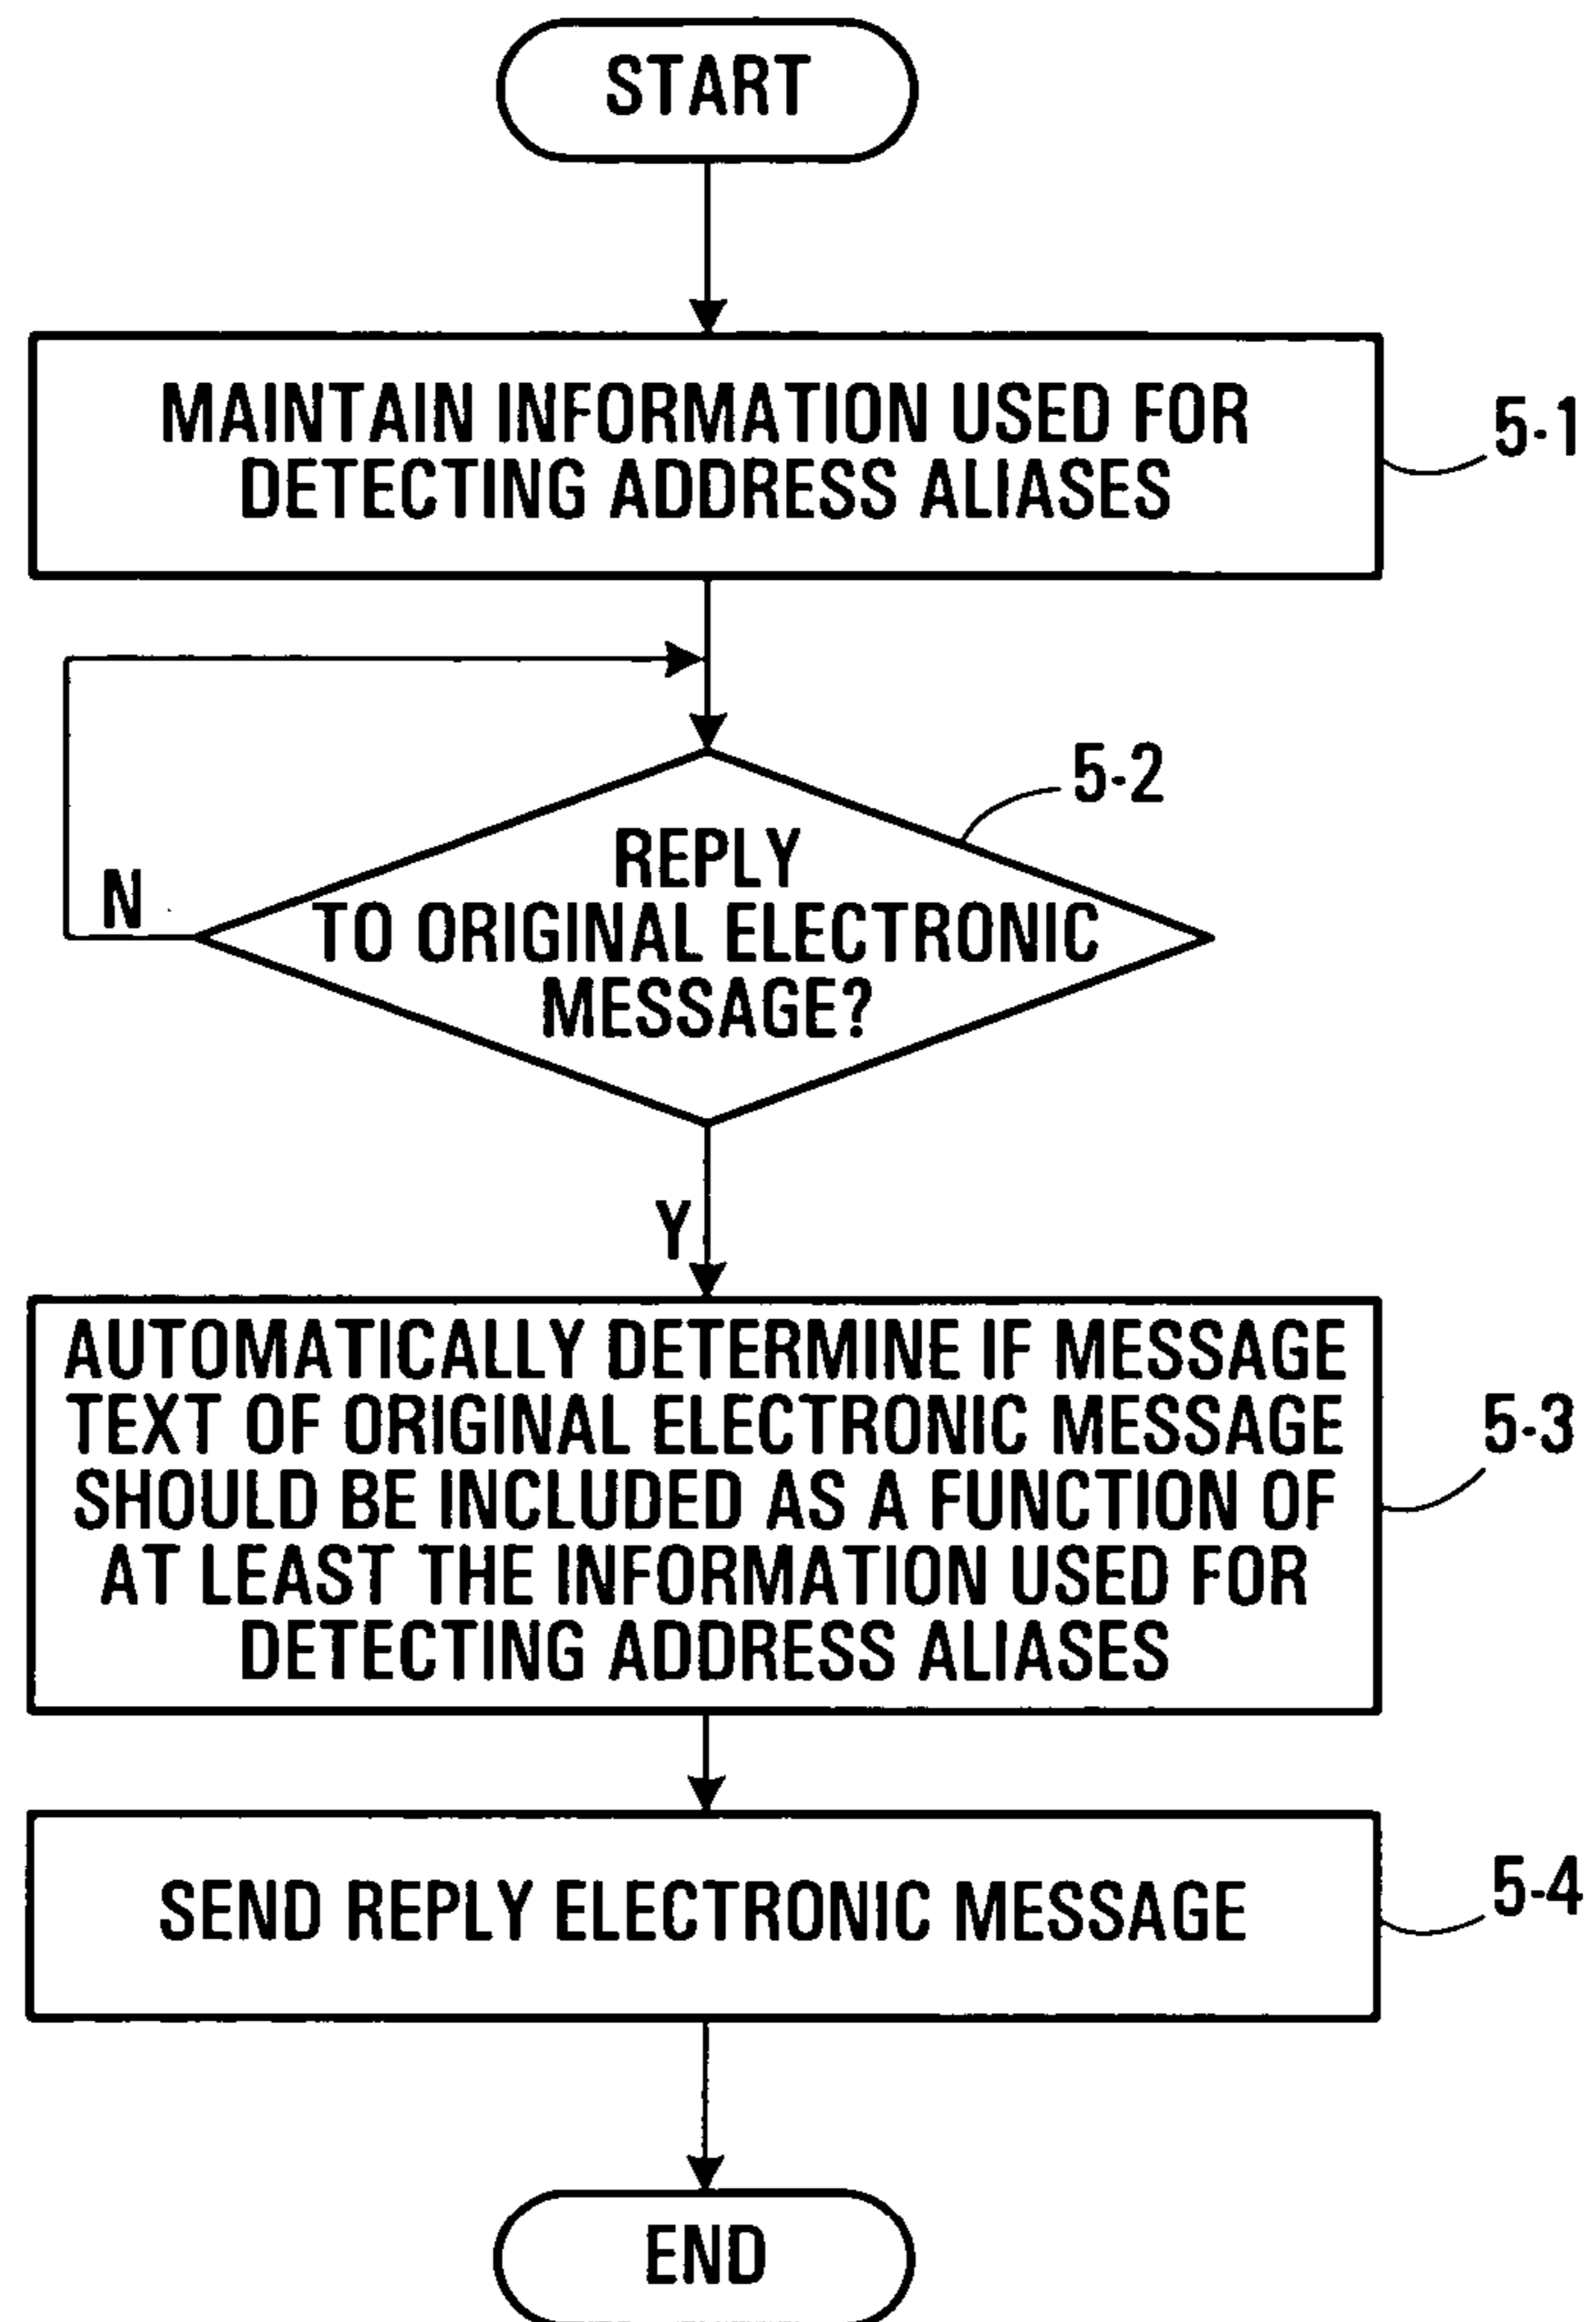 START
MAINTAIN INFORMATION USED FOR
DETECTING ADDRESS ALIASES
5-1
5-2
REPLY
TO ORIGINAL ELECTRONIC
MESSAGE?
N
Y
AUTOMATICALLY DETERMINE IF MESSAGE
TEXT OF ORIGINAL ELECTRONIC MESSAGE
SHOULD BE INCLUDED AS A FUNCTION OF
AT LEAST THE INFORMATION USED FOR
DETECTING ADDRESS ALIASES
5-3
SEND REPLY ELECTRONIC MESSAGE
5-4
END